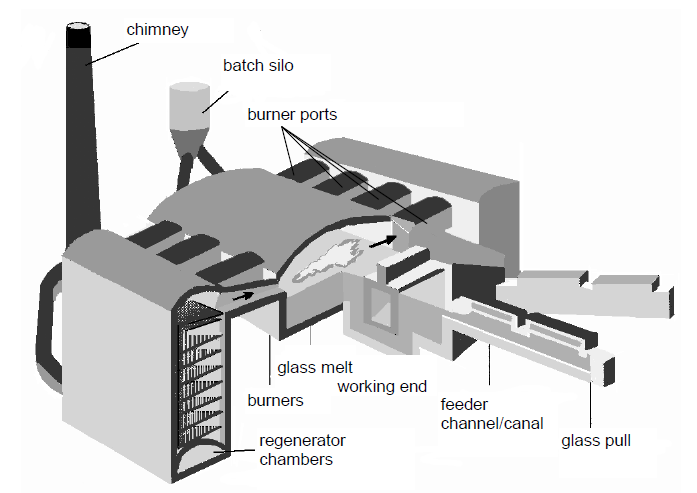 chimney
batch silo
burner ports
glass melt
working end
burners
feeder
channel/canal
glass pull
regenerator
chambers